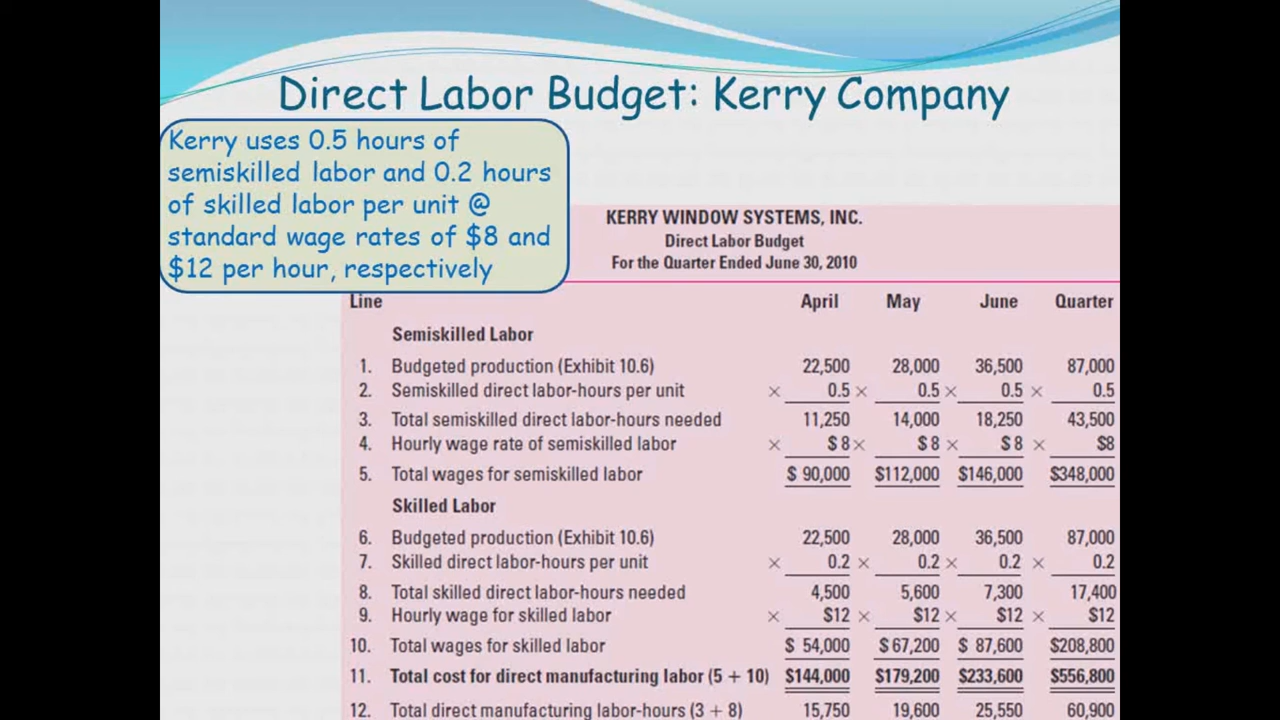 Direct Labor Budget: Kerry Company
Kerry uses 0.5 hours of
semiskilled labor and 0.2 hours
of skilled labor per unit @
standard wage rates of $8 and
$12 per hour, respectively
KERRY WINDOW SYSTEMS, INC.
Direct Labor Budget
For the Quarter Ended June 30, 2010
Line April May June Quarter
Semiskilled Labor
1. Budgeted production (Exhibit 10.6) 22,500 28,000 36,500 87,000
2. Semiskilled direct labor-hours per unit × 0.5 × 0.5 × 0.5 × 0.5
3. Total semiskilled direct labor-hours needed 11,250 14,000 18,250 43,500
4. Hourly wage rate of semiskilled labor × $ 8 × $ 8 × $ 8 × $8
5. Total wages for semiskilled labor $ 90,000 $112,000 $146,000 $348,000
Skilled Labor
6. Budgeted production (Exhibit 10.6) 22,500 28,000 36,500 87,000
7. Skilled direct labor-hours per unit × 0.2 × 0.2 × 0.2 × 0.2
8. Total skilled direct labor-hours needed 4,500 5,600 7,300 17,400
9. Hourly wage for skilled labor × $12 × $12 × $12 × $12
10. Total wages for skilled labor $ 54,000 $ 67,200 $ 87,600 $208,800
11. Total cost for direct manufacturing labor (5 + 10) $144,000 $179,200 $233,600 $556,800
12. Total direct manufacturing labor-hours (3 + 8) 15,750 19,600 25,550 60,900